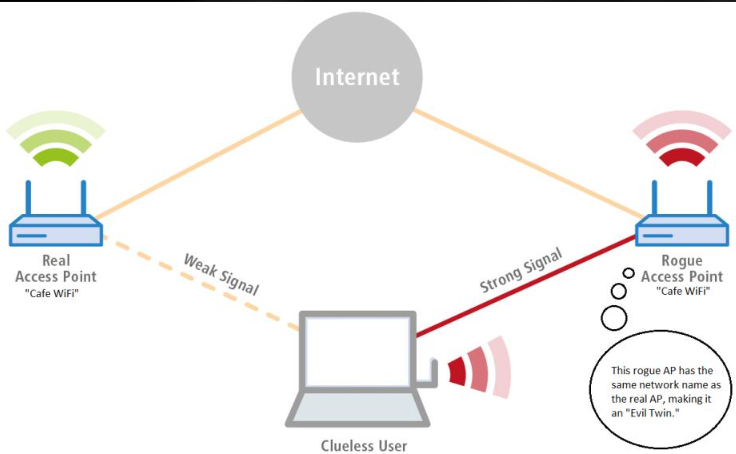 Internet
Real
Access Point
"Cafe WiFi"
Weak Signal
Strong Signal
Rogue
Access Point
"Cafe WiFi"
This rogue AP has the
same network name as
the real AP, making it
an "Evil Twin."
Clueless User